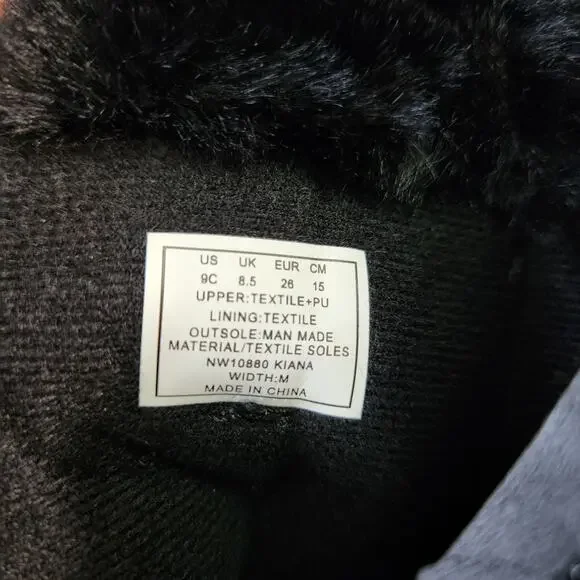 US UK EUR CM
9C 8.5 26 15
UPPER:TEXTILE+PU
LINING:TEXTILE
OUTSOLE:MAN MADE
MATERIAL/TEXTILE SOLES
NW10880 KIANA
WIDTH:M
MADE IN CHINA